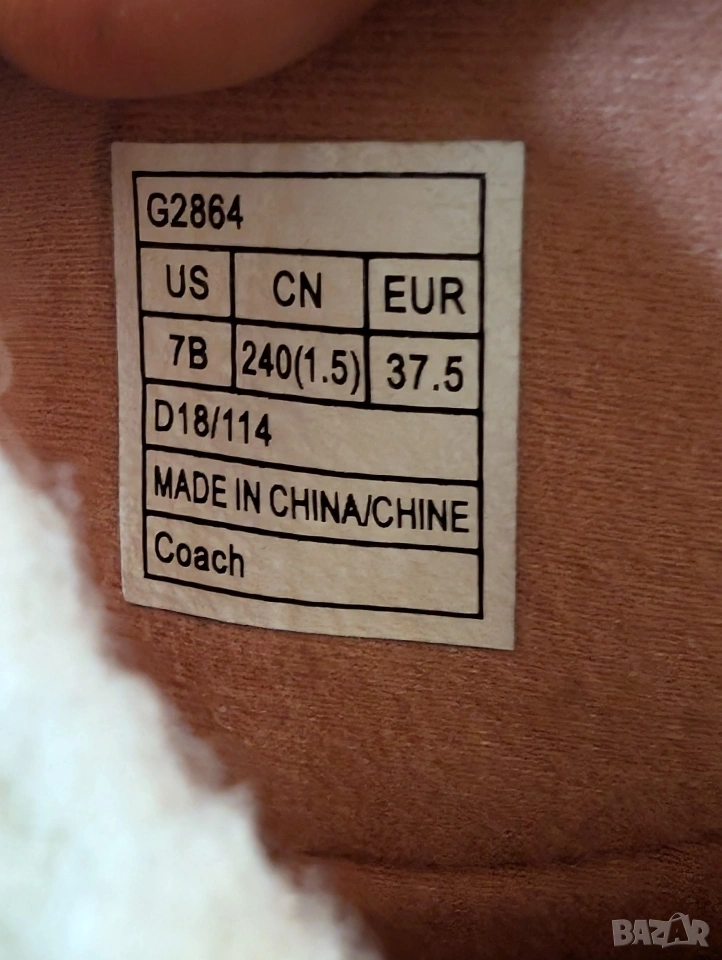 G2864
US CN EUR
7B 240(1.5) 37.5
D18/114
MADE IN CHINA/CHINE
Coach
BAZAR